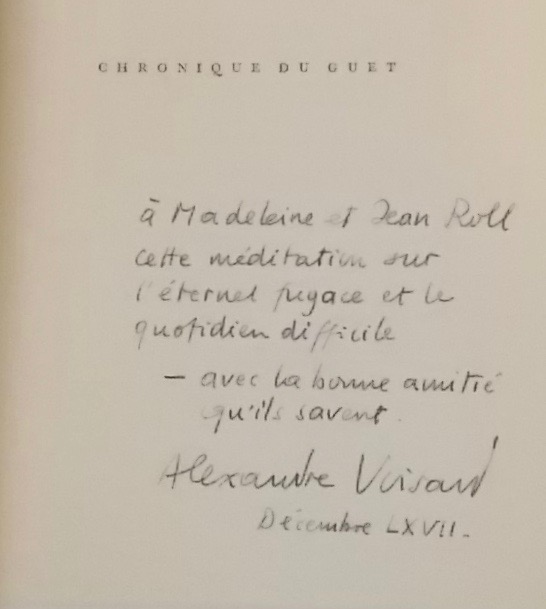 CHRONIQUE DU GUET
à Madeleine et Jean Roll
cette méditation sur
l'éternel fugace et le
quotidien difficile
— avec la bonne amitié
qu'ils savent.
Alexandre Voisard
Décembre LXVII.